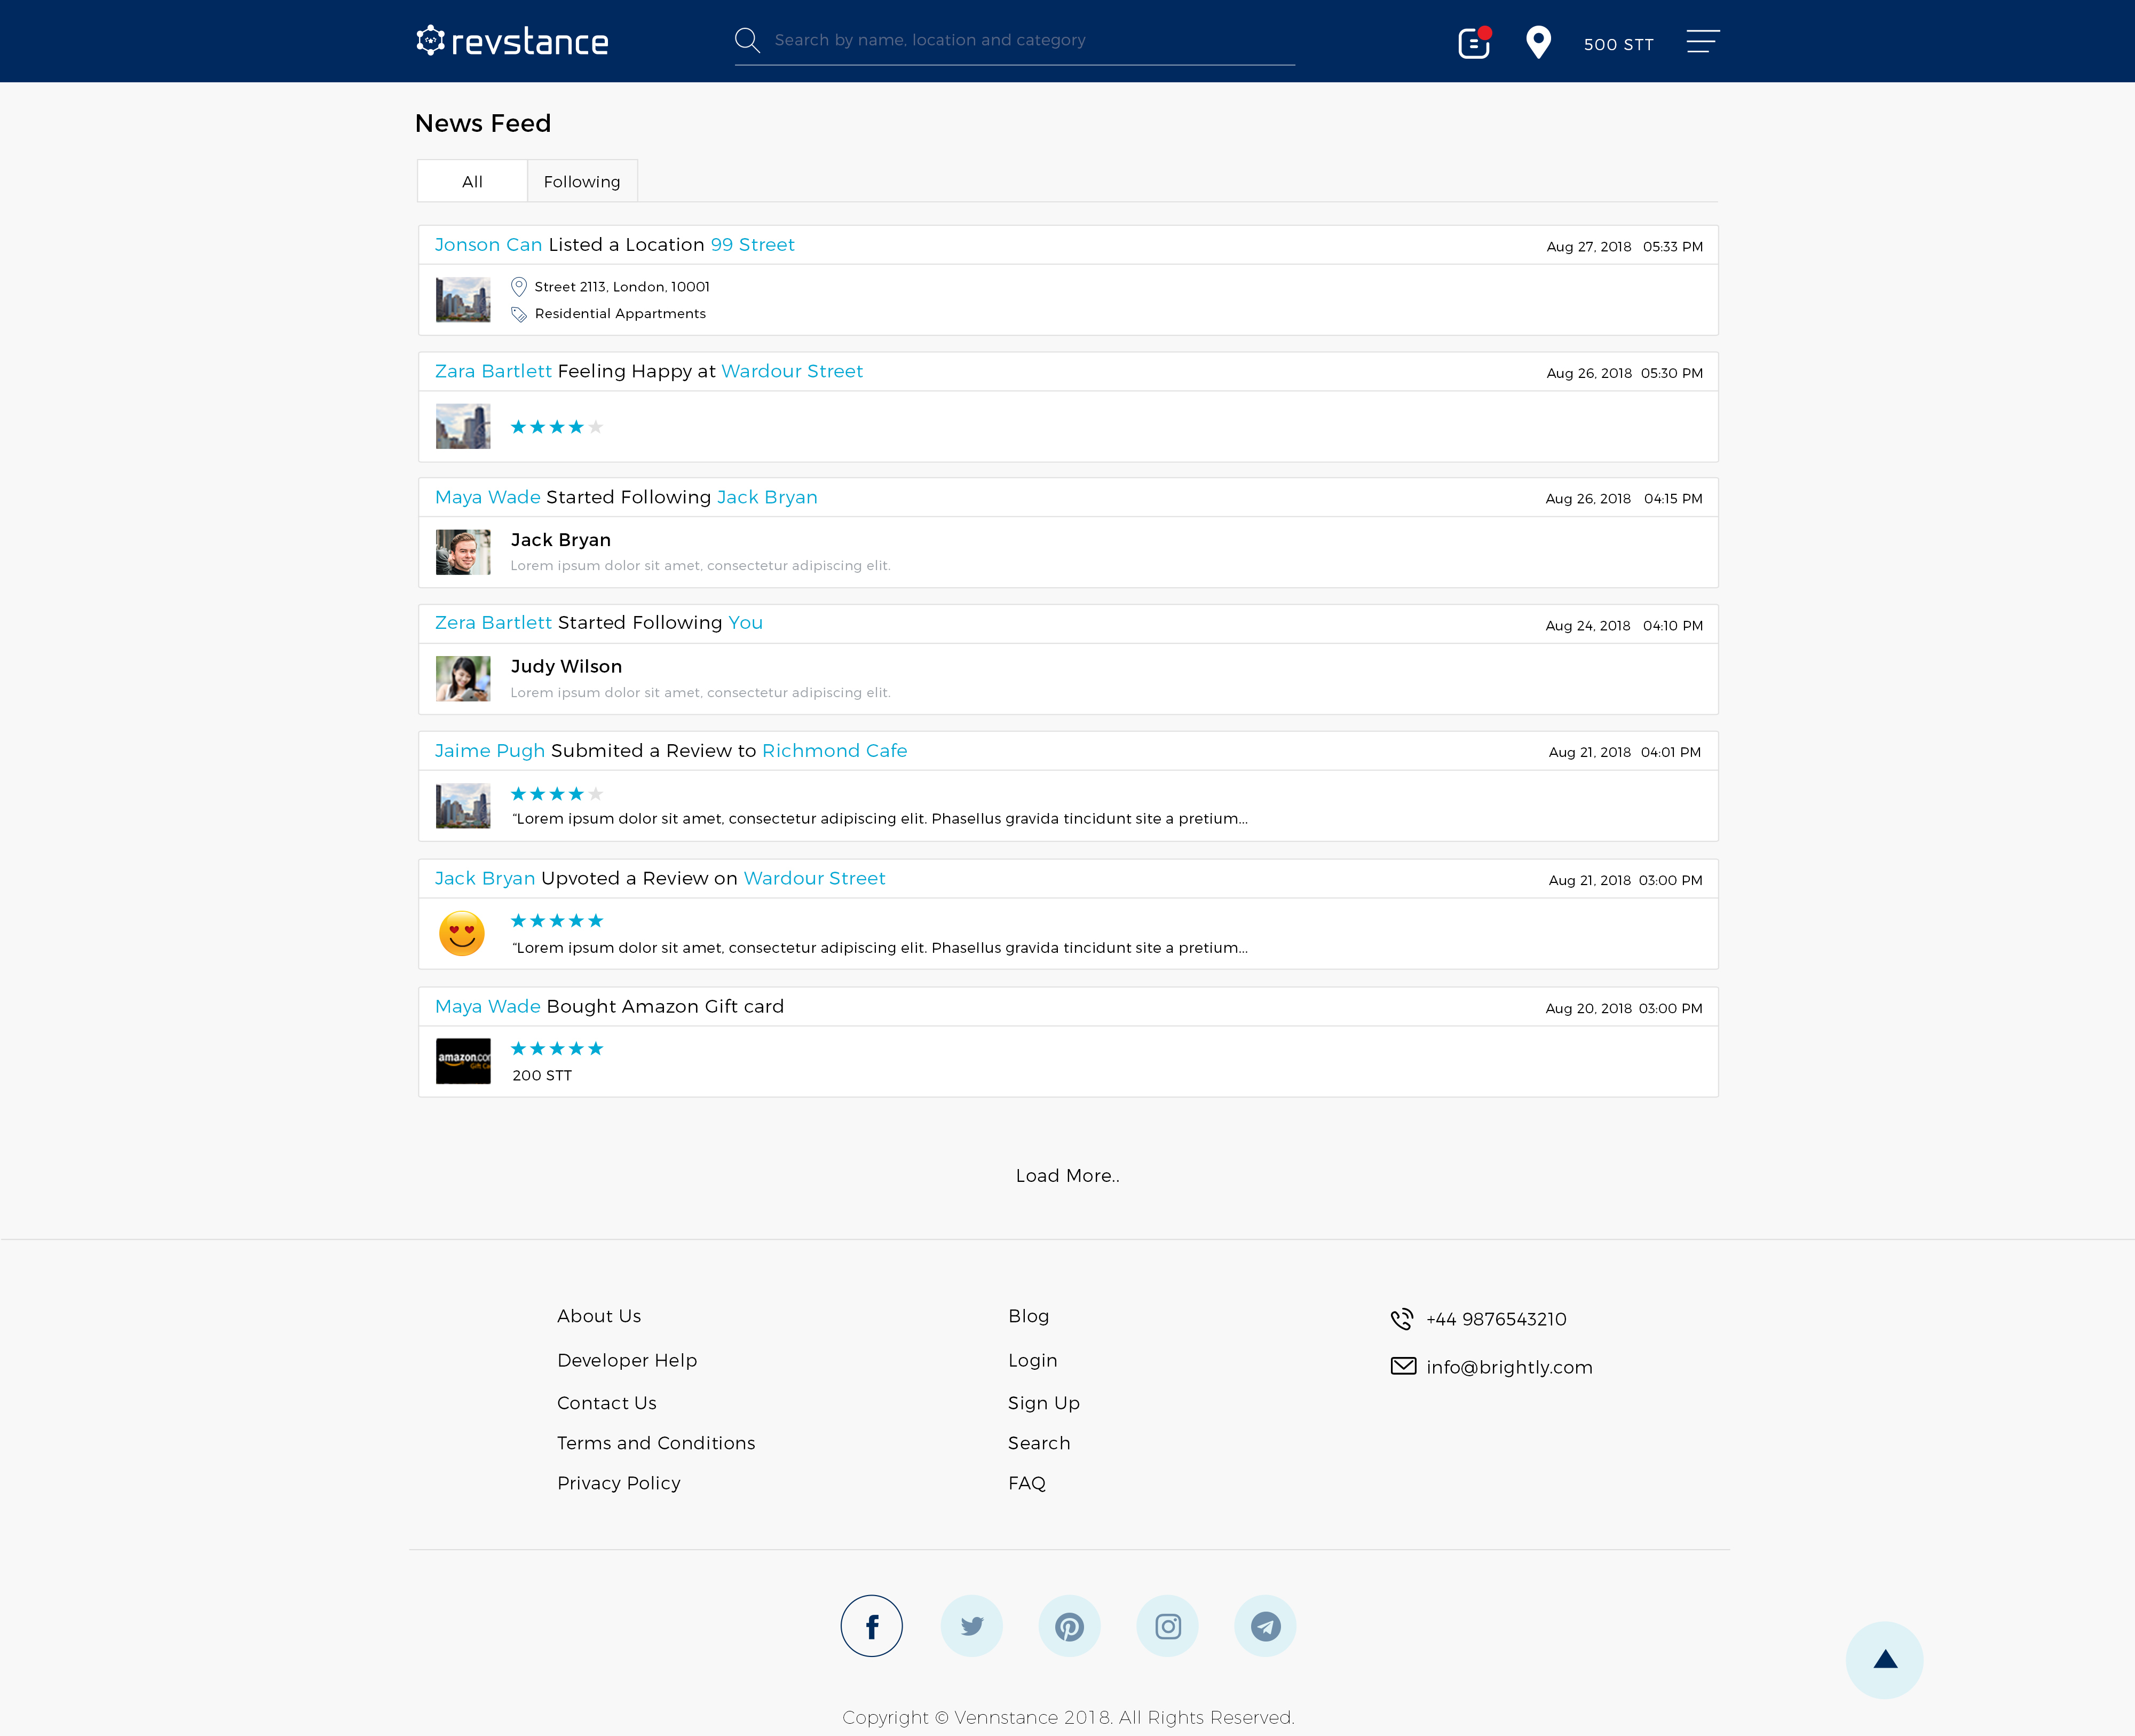 revstance
Search by name, location and category
500 STT
News Feed
All
Following
Jonson Can Listed a Location 99 Street
Aug 27, 2018 05:33 PM
Street 2113, London, 10001
Residential Appartments
Zara Bartlett Feeling Happy at Wardour Street
Aug 26, 2018 05:30 PM
Maya Wade Started Following Jack Bryan
Aug 26, 2018 04:15 PM
Jack Bryan
Lorem ipsum dolor sit amet, consectetur adipiscing elit.
Zera Bartlett Started Following You
Aug 24, 2018 04:10 PM
Judy Wilson
Lorem ipsum dolor sit amet, consectetur adipiscing elit.
Jaime Pugh Submited a Review to Richmond Cafe
Aug 21, 2018 04:01 PM
“Lorem ipsum dolor sit amet, consectetur adipiscing elit. Phasellus gravida tincidunt site a pretium...
Jack Bryan Upvoted a Review on Wardour Street
Aug 21, 2018 03:00 PM
“Lorem ipsum dolor sit amet, consectetur adipiscing elit. Phasellus gravida tincidunt site a pretium...
Maya Wade Bought Amazon Gift card
Aug 20, 2018 03:00 PM
amazon.co
Gift Ca
200 STT
Load More..
About Us
Developer Help
Contact Us
Terms and Conditions
Privacy Policy
Blog
Login
Sign Up
Search
FAQ
+44 9876543210
info@brightly.com
Copyright © Vennstance 2018. All Rights Reserved.